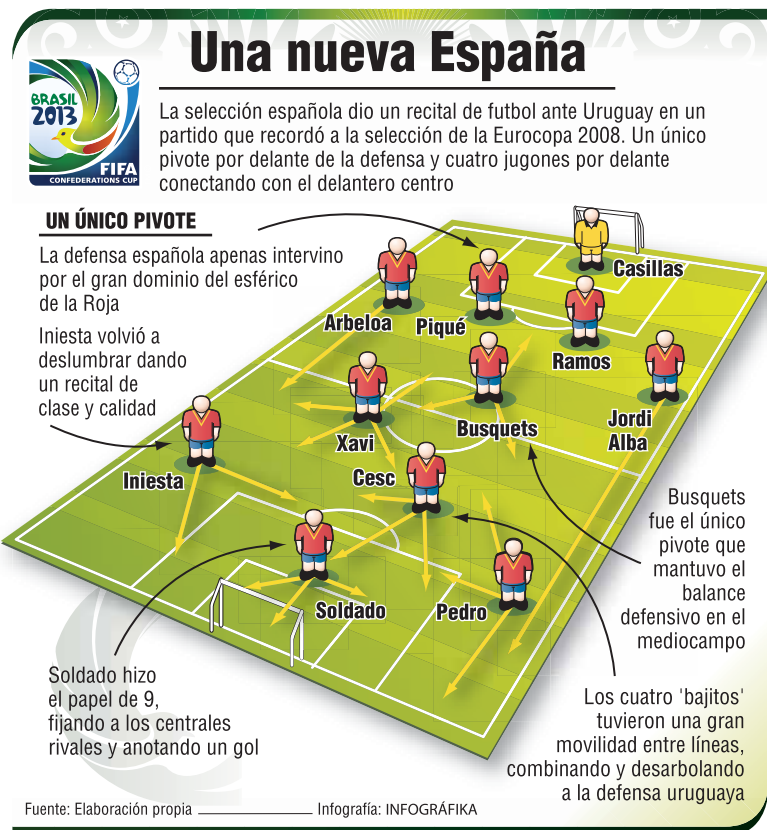 Una nueva España
BRASIL
2013
FIFA
CONFEDERATIONS CUP
La selección española dio un recital de futbol ante Uruguay en un
partido que recordó a la selección de la Eurocopa 2008. Un único
pivote por delante de la defensa y cuatro jugones por delante
conectando con el delantero centro
UN ÚNICO PIVOTE
La defensa española apenas intervino
por el gran dominio del esférico
de la Roja
Iniesta volvió a
deslumbrar dando
un recital de
clase y calidad
Casillas
Arbeloa
Piqué
Ramos
Jordi
Alba
Xavi
Busquets
Iniesta
Cesc
Soldado
Pedro
Busquets
fue el único
pivote que
mantuvo el
balance
defensivo en el
mediocampo
Soldado hizo
el papel de 9,
fijando a los centrales
rivales y anotando un gol
Los cuatro 'bajitos'
tuvieron una gran
movilidad entre líneas,
combinando y desarbolando
a la defensa uruguaya
Fuente: Elaboración propia
Infografía: INFOGRÁFIKA